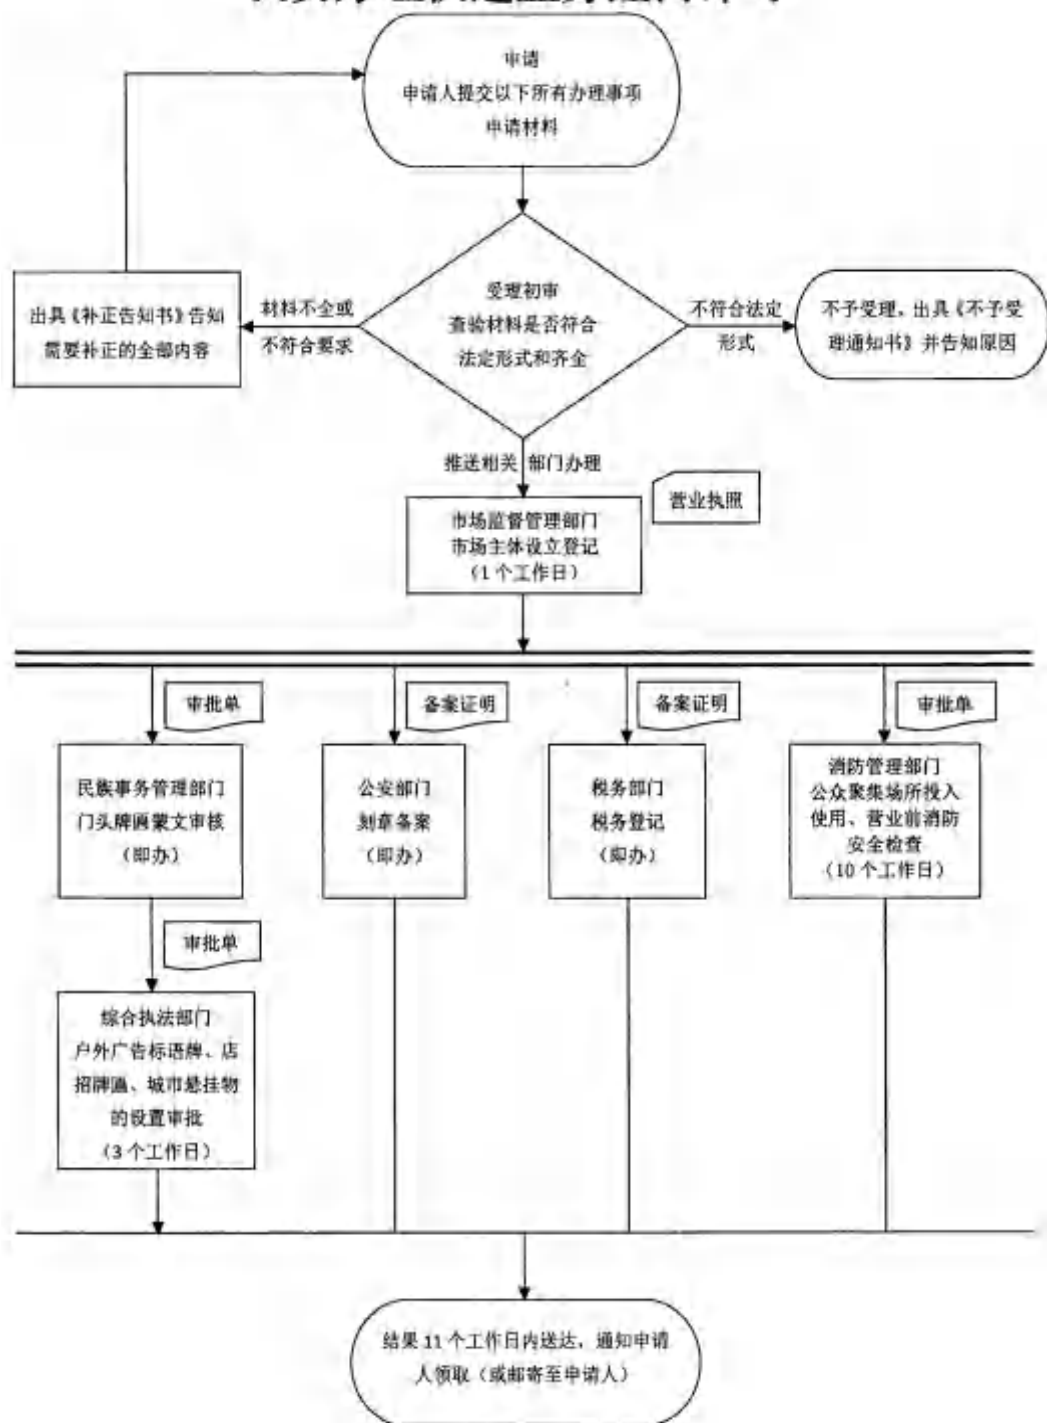 申请
申请人提交以下所有办理事项
申请材料
受理初审
查验材料是否符合
法定形式和齐全
材料不全或
不符合要求
出具《补正告知书》告知
需要补正的全部内容
不符合法定
形式
不予受理，出具《不予受
理通知书》并告知原因
推送相关 部门办理
营业执照
市场监督管理部门
市场主体设立登记
（1 个工作日）
审批单
备案证明
备案证明
审批单
民族事务管理部门
门头牌匾蒙文审核
（即办）
公安部门
刻章备案
（即办）
税务部门
税务登记
（即办）
消防管理部门
公众聚集场所投入
使用、营业前消防
安全检查
（10 个工作日）
审批单
综合执法部门
户外广告标语牌、店
招牌匾、城市悬挂物
的设置审批
（3 个工作日）
结果 11 个工作日内送达，通知申请
人领取（或邮寄至申请人）